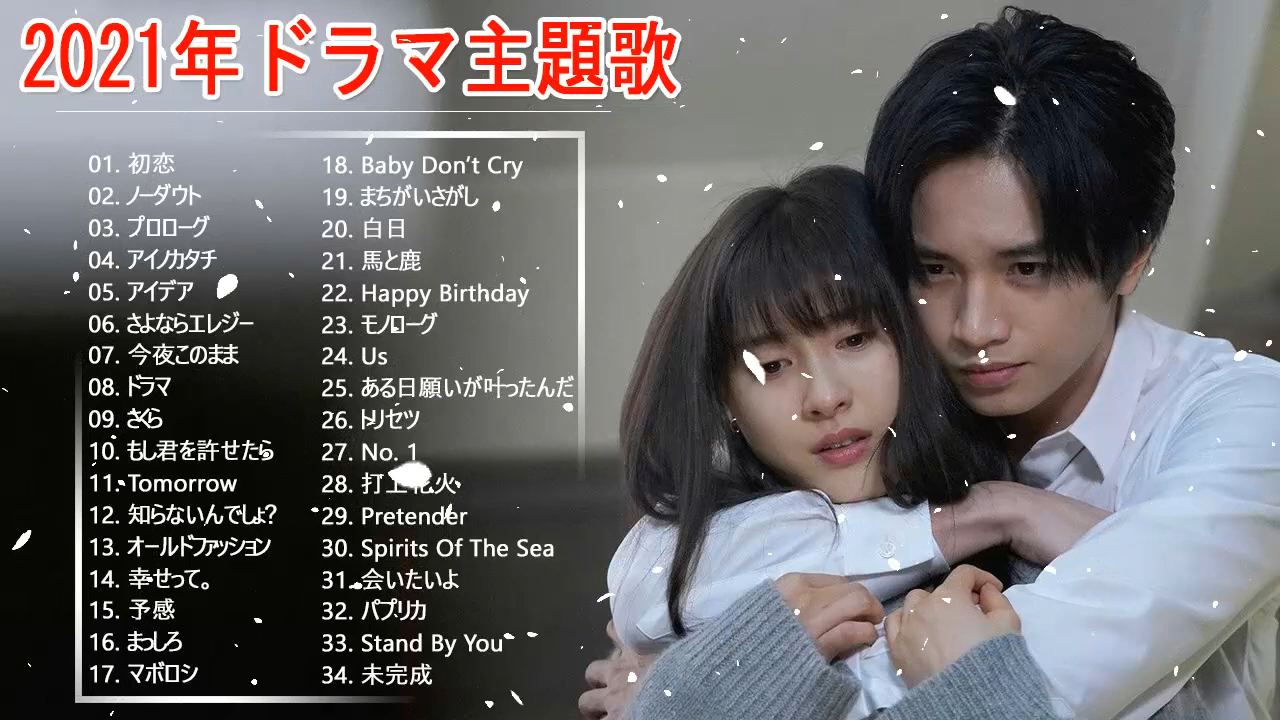 2021年ドラマ主題歌
01. 初恋
02. ノーダウト
03. プロローグ
04. アイノカタチ
05. アイデア
06. さよならエレジー
07. 今夜このまま
08. ドラマ
09. さくら
10. もし君を許せたら
11. Tomorrow
12. 知らないんでしょ?
13. オールドファッション
14. 幸せって。
15. 予感
16. まっしろ
17. マボロシ
18. Baby Don't Cry
19. まちがいさがし
20. 白日
21. 馬と鹿
22. Happy Birthday
23. モノローグ
24. Us
25. ある日願いが叶ったんだ
26. トリセツ
27. No. 1
28. 打上花火
29. Pretender
30. Spirits Of The Sea
31. 会いたいよ
32. パプリカ
33. Stand By You
34. 未完成